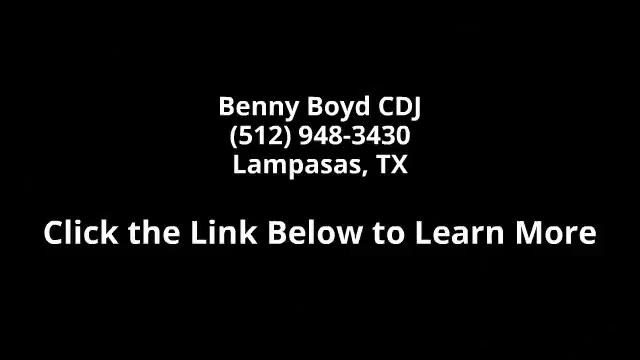 Benny Boyd CDJ
(512) 948-3430
Lampasas, TX
Click the Link Below to Learn More